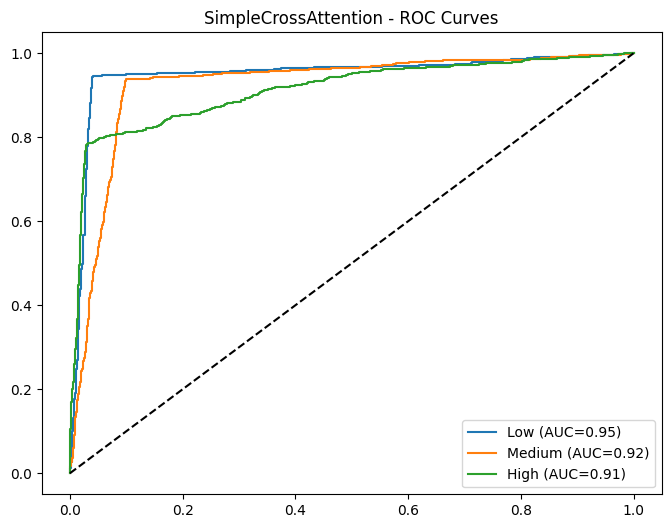 SimpleCrossAttention - ROC Curves
1.0
0.8
0.6
0.4
0.2
0.0
Low (AUC=0.95)
Medium (AUC=0.92)
High (AUC=0.91)
0.0 0.2 0.4 0.6 0.8 1.0